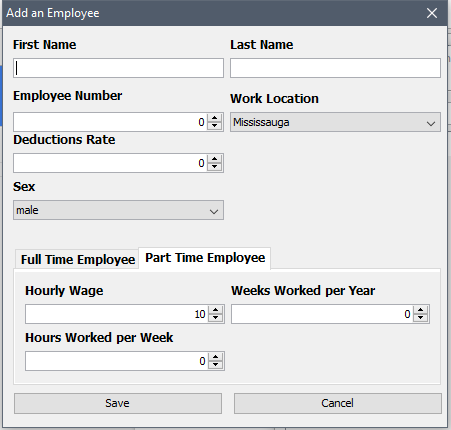 Add an Employee
First Name Last Name
Employee Number Work Location
0 Mississauga
Deductions Rate
0
Sex
male
Full Time Employee Part Time Employee
Hourly Wage Weeks Worked per Year
10 0
Hours Worked per Week
0
Save Cancel